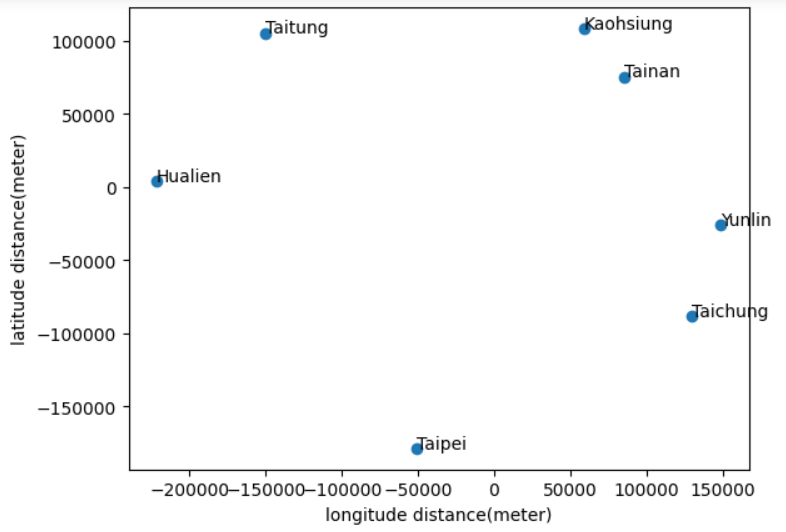 Taitung
Kaohsiung
Tainan
Hualien
Yunlin
Taichung
Taipei
100000
50000
0
−50000
−100000
−150000
latitude distance(meter)
−200000−150000−100000−50000 0 50000 100000 150000
longitude distance(meter)